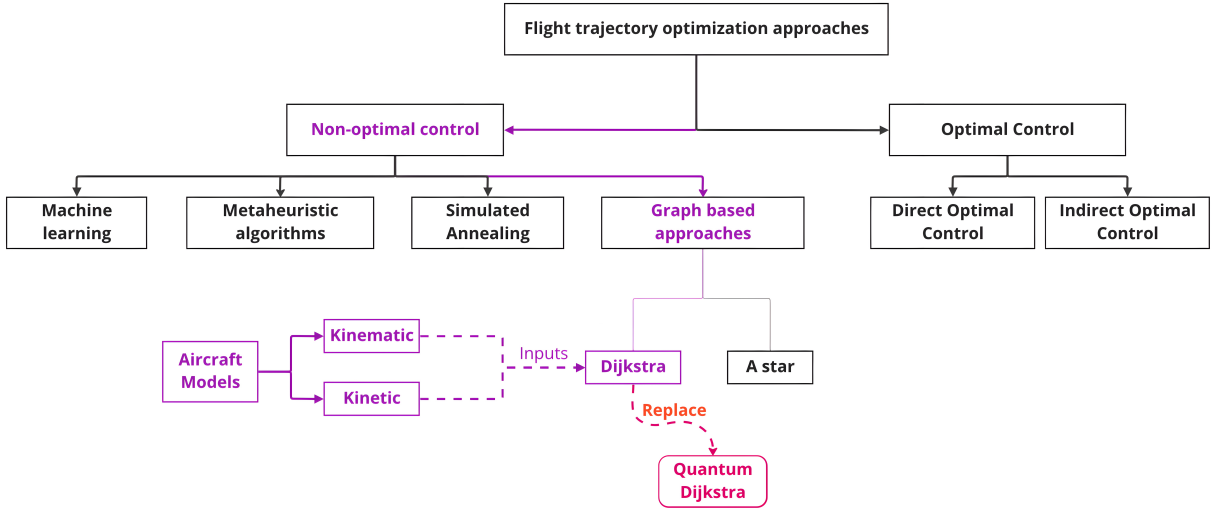 Flight trajectory optimization approaches
Non-optimal control
Optimal Control
Machine
learning
Metaheuristic
algorithms
Simulated
Annealing
Graph based
approaches
Direct Optimal
Control
Indirect Optimal
Control
Aircraft
Models
Kinematic
Kinetic
Inputs
Dijkstra
A star
Replace
Quantum
Dijkstra